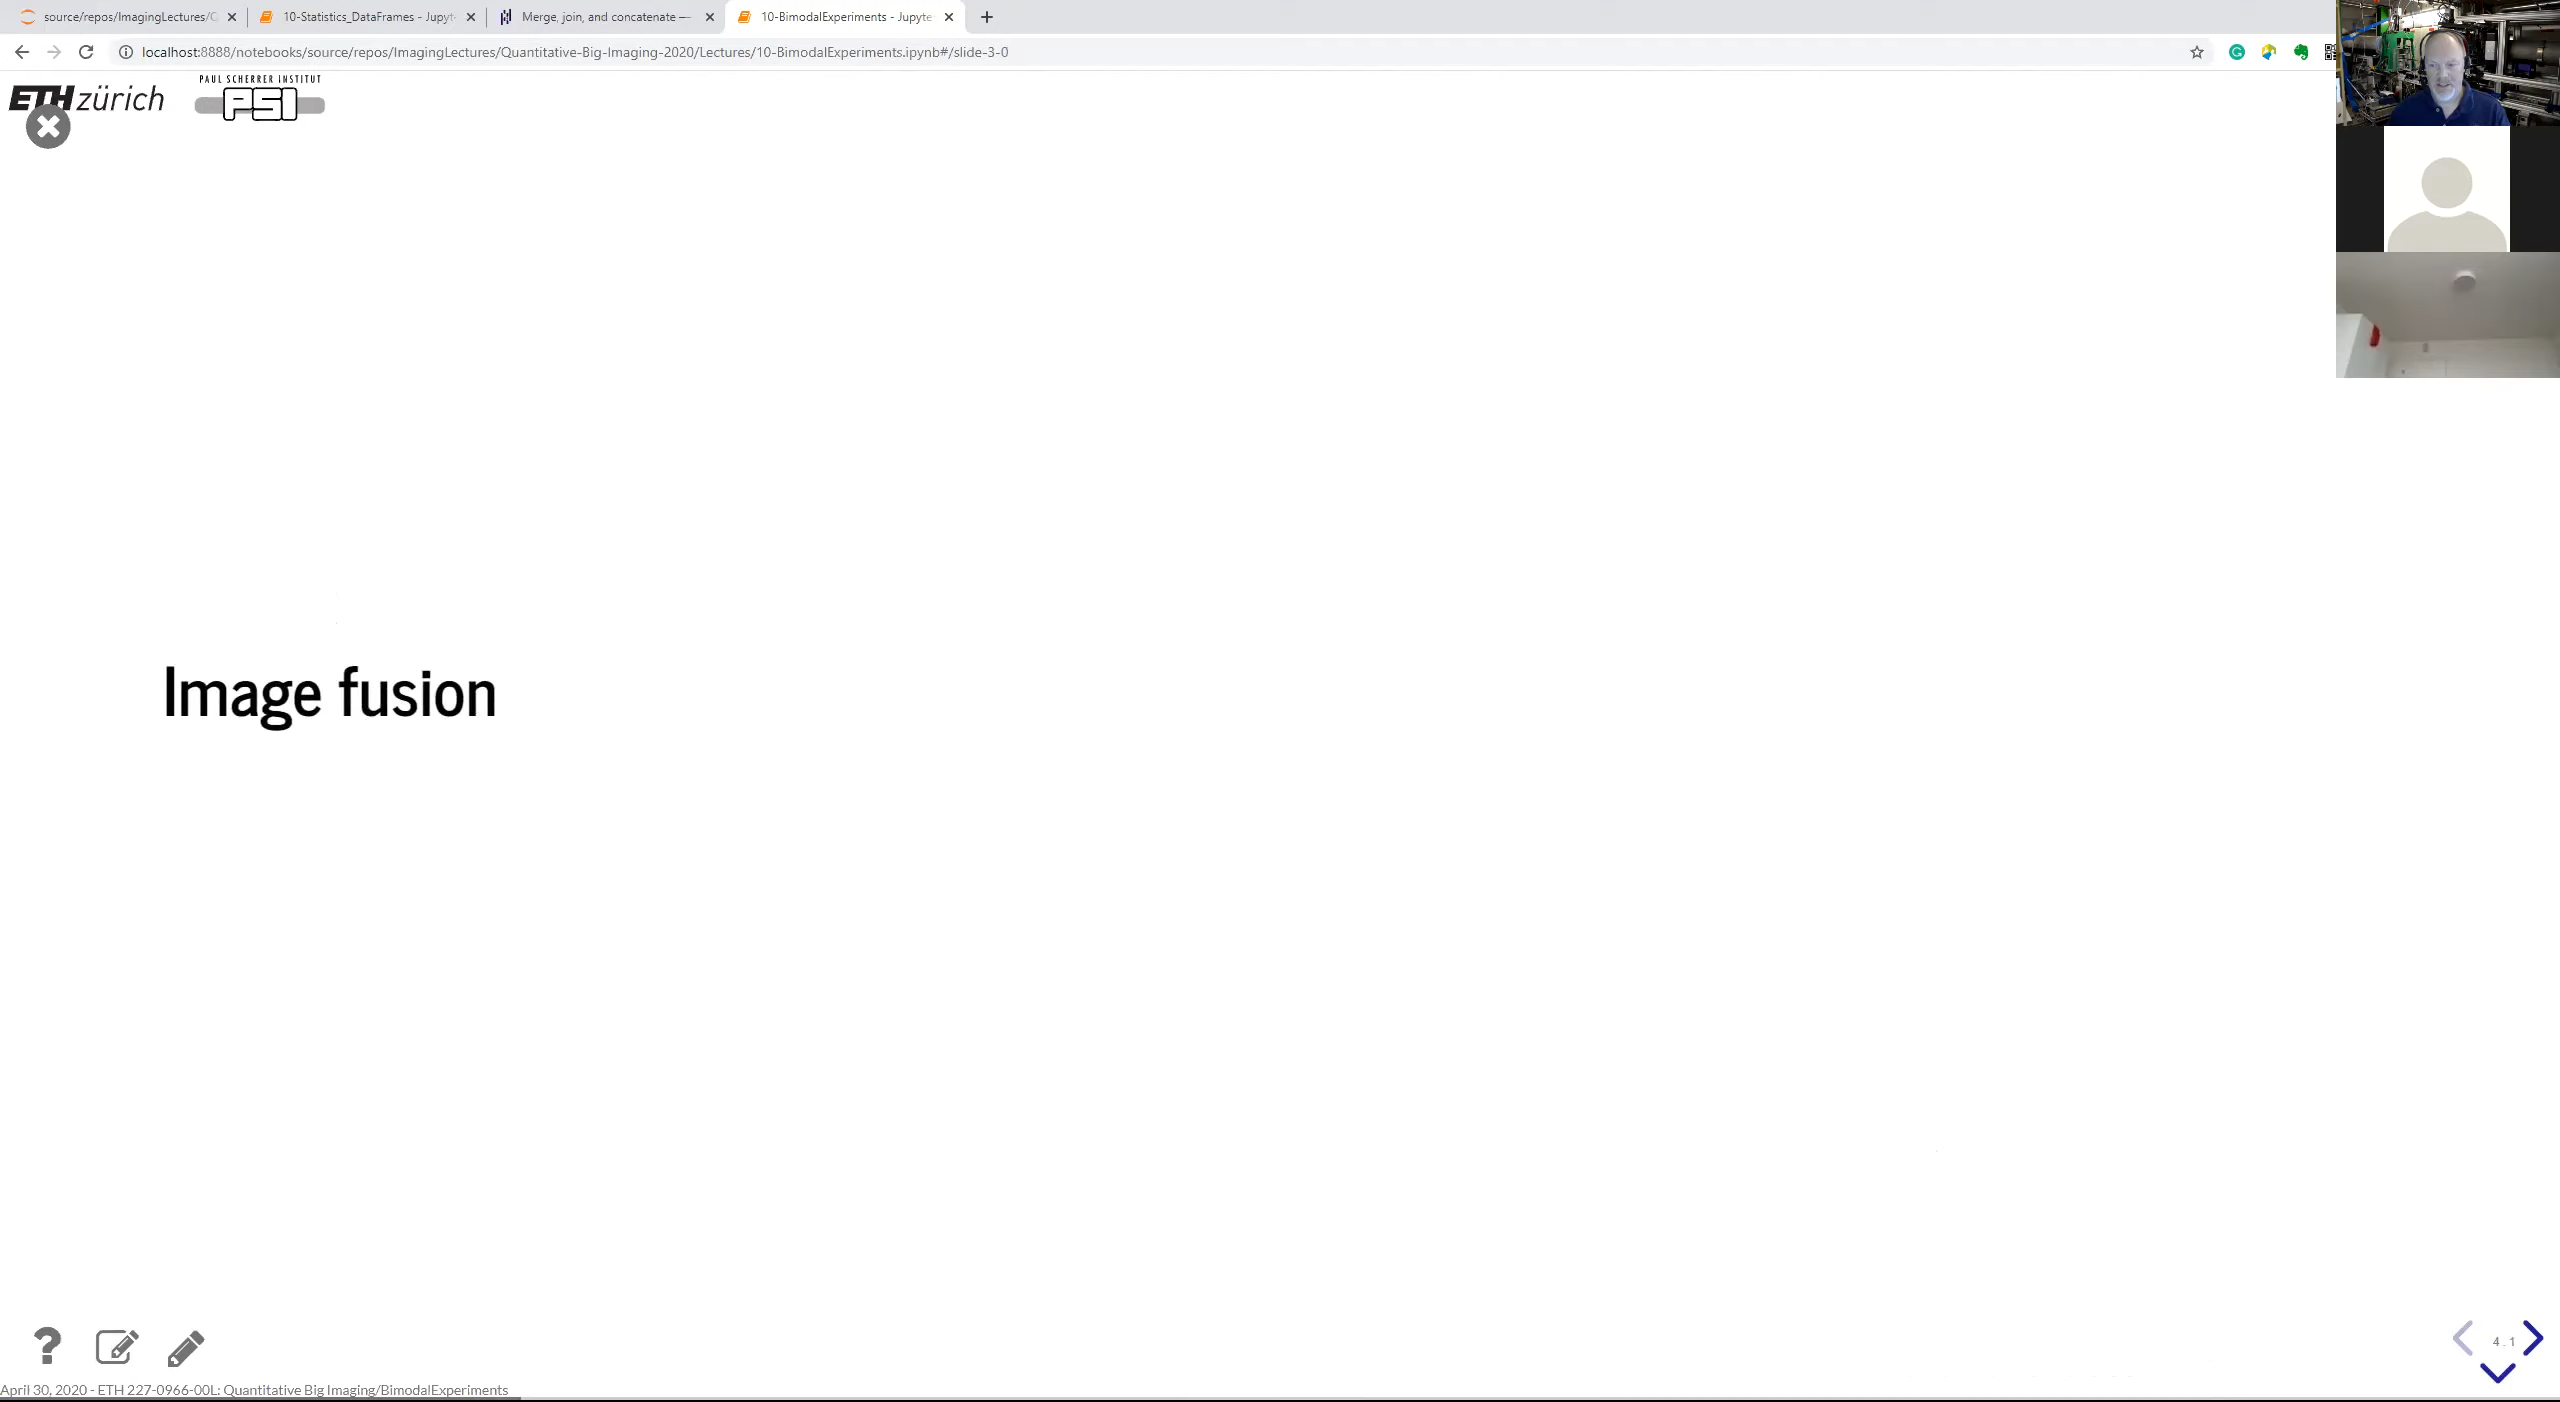 source/repos/ImagingLectures/Q
10-Statistics_DataFrames - Jupyt
Merge, join, and concatenate —
10-BimodalExperiments - Jupyte
localhost:8888/notebooks/source/repos/ImagingLectures/Quantitative-Big-Imaging-2020/Lectures/10-BimodalExperiments.ipynb#/slide-3-0
ETH zürich
PAUL SCHERRER INSTITUT
PSI
Image fusion
4 . 1
April 30, 2020 - ETH 227-0966-00L: Quantitative Big Imaging/BimodalExperiments